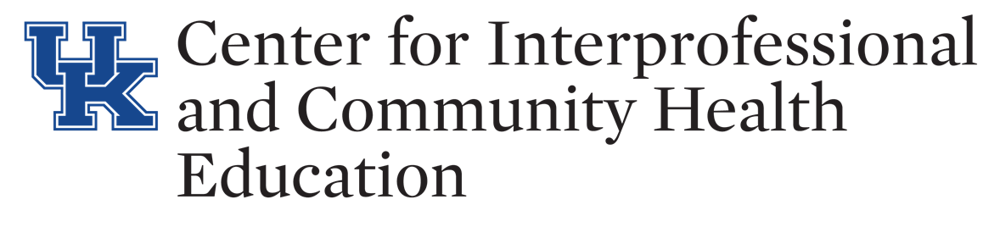 UK
Center for Interprofessional
and Community Health
Education